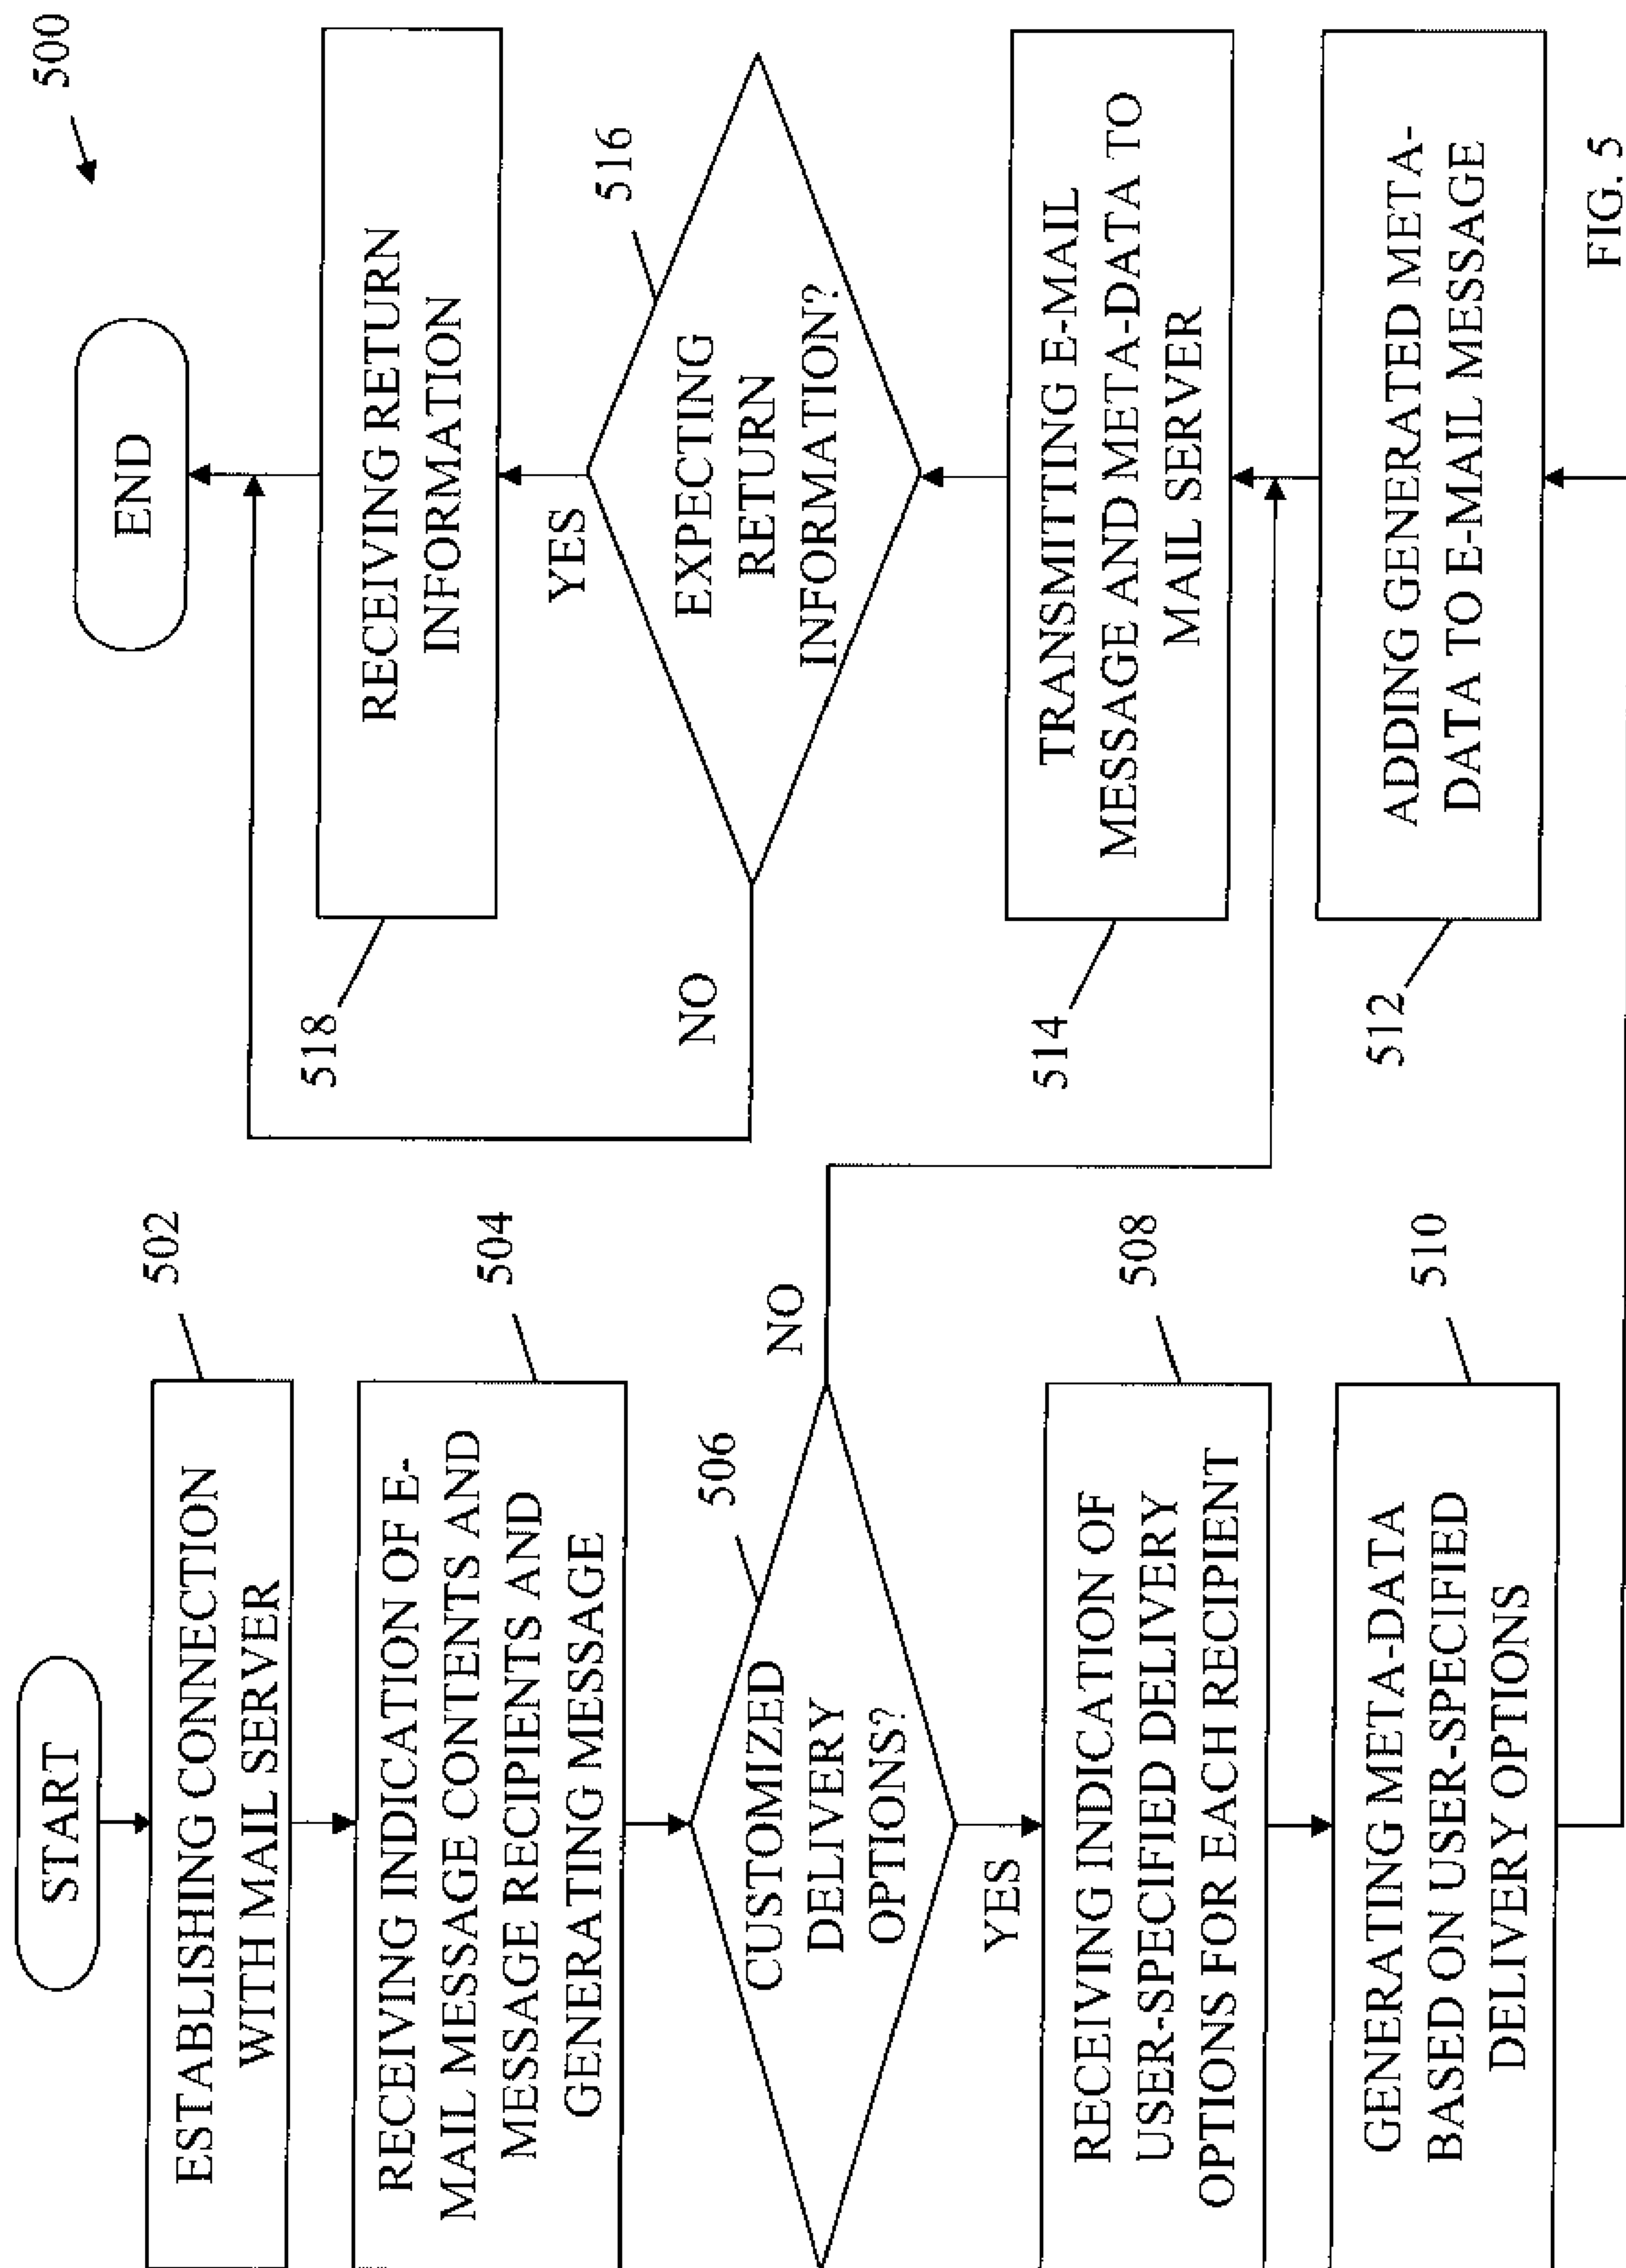 500
START
502
ESTABLISHING CONNECTION
WITH MAIL SERVER
504
RECEIVING INDICATION OF E-
MAIL MESSAGE CONTENTS AND
MESSAGE RECIPIENTS AND
GENERATING MESSAGE
506
CUSTOMIZED
DELIVERY
OPTIONS?
NO
YES
508
RECEIVING INDICATION OF
USER-SPECIFIED DELIVERY
OPTIONS FOR EACH RECIPIENT
510
GENERATING META-DATA
BASED ON USER-SPECIFIED
DELIVERY OPTIONS
END
518
RECEIVING RETURN
INFORMATION
YES
516
EXPECTING
RETURN
INFORMATION?
NO
514
TRANSMITTING E-MAIL
MESSAGE AND META-DATA TO
MAIL SERVER
512
ADDING GENERATED META-
DATA TO E-MAIL MESSAGE
FIG. 5